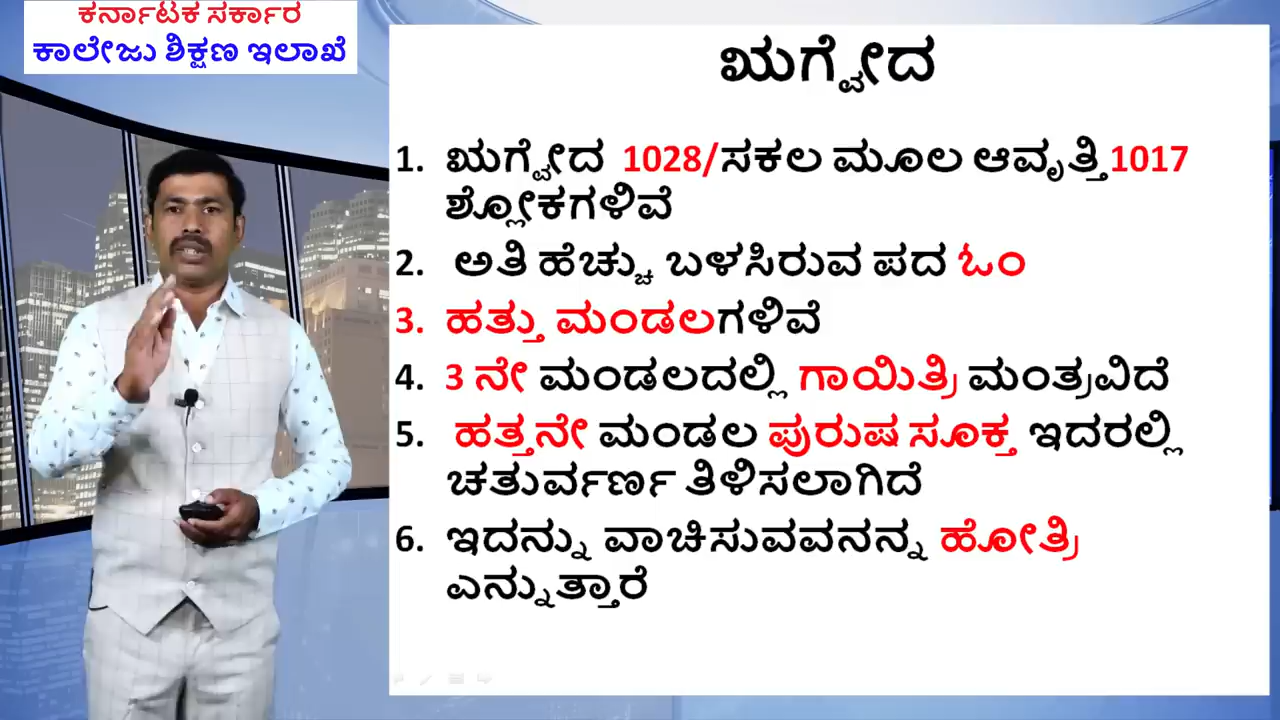 ಕರ್ನಾಟಕ ಸರ್ಕಾರ
ಕಾಲೇಜು ಶಿಕ್ಷಣ ಇಲಾಖೆ
ಋಗ್ವೇದ
1. ಋಗ್ವೇದ 1028/ಸಕಲ ಮೂಲ ಆವೃತ್ತಿ1017
ಶ್ಲೋಕಗಳಿವೆ
2. ಅತಿ ಹೆಚ್ಚು ಬಳಸಿರುವ ಪದ ಓಂ
3. ಹತ್ತು ಮಂಡಲಗಳಿವೆ
4. 3 ನೇ ಮಂಡಲದಲ್ಲಿ ಗಾಯಿತ್ರಿ ಮಂತ್ರವಿದೆ
5. ಹತ್ತನೇ ಮಂಡಲ ಪುರುಷ ಸೂಕ್ತ ಇದರಲ್ಲಿ
ಚತುರ್ವರ್ಣ ತಿಳಿಸಲಾಗಿದೆ
6. ಇದನ್ನು ವಾಚಿಸುವವನನ್ನ ಹೋತ್ರಿ
ಎನ್ನುತ್ತಾರೆ